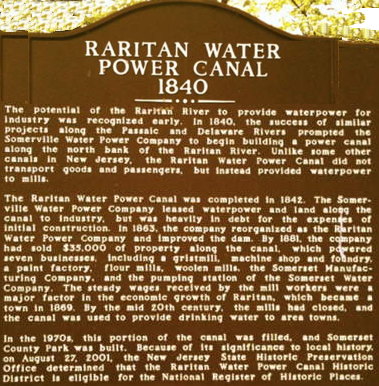 RARITAN WATER
POWER CANAL
1840
The potential of the Raritan River to provide waterpower for
industry was recognized early. In 1840, the success of similar
projects along the Passaic and Delaware Rivers prompted the
Somerville Water Power Company to begin building a power canal
along the north bank of the Raritan River. Unlike some other
canals in New Jersey, the Raritan Water Power Canal did not
transport goods and passengers, but instead provided waterpower
to mills.
The Raritan Water Power Canal was completed in 1842. The Somer-
ville Water Power Company leased waterpower and land along the
canal to industry, but was heavily in debt for the expenses of
initial construction. In 1863, the company reorganized as the Raritan
Water Power Company and improved the dam. By 1881, the company
had sold $33,000 of property along the canal, which powered
seven businesses, including a gristmill, machine shop and foundry,
a paint factory, flour mills, woolen mills, the Somerset Manufac-
turing Company, and the pumping station of the Somerset Water
Company. The steady wages received by the mill workers were a
major factor in the economic growth of Raritan, which became a
town in 1869. By the mid 20th century, the mills had closed, and
the canal was used to provide drinking water to area towns.
In the 1970s, this portion of the canal was filled, and Somerset
County Park was built. Because of its significance to local history,
on August 27, 2001, the New Jersey State Historic Preservation
Office determined that the Raritan Water Power Canal Historic
District is eligible for the National Register of Historic Places.